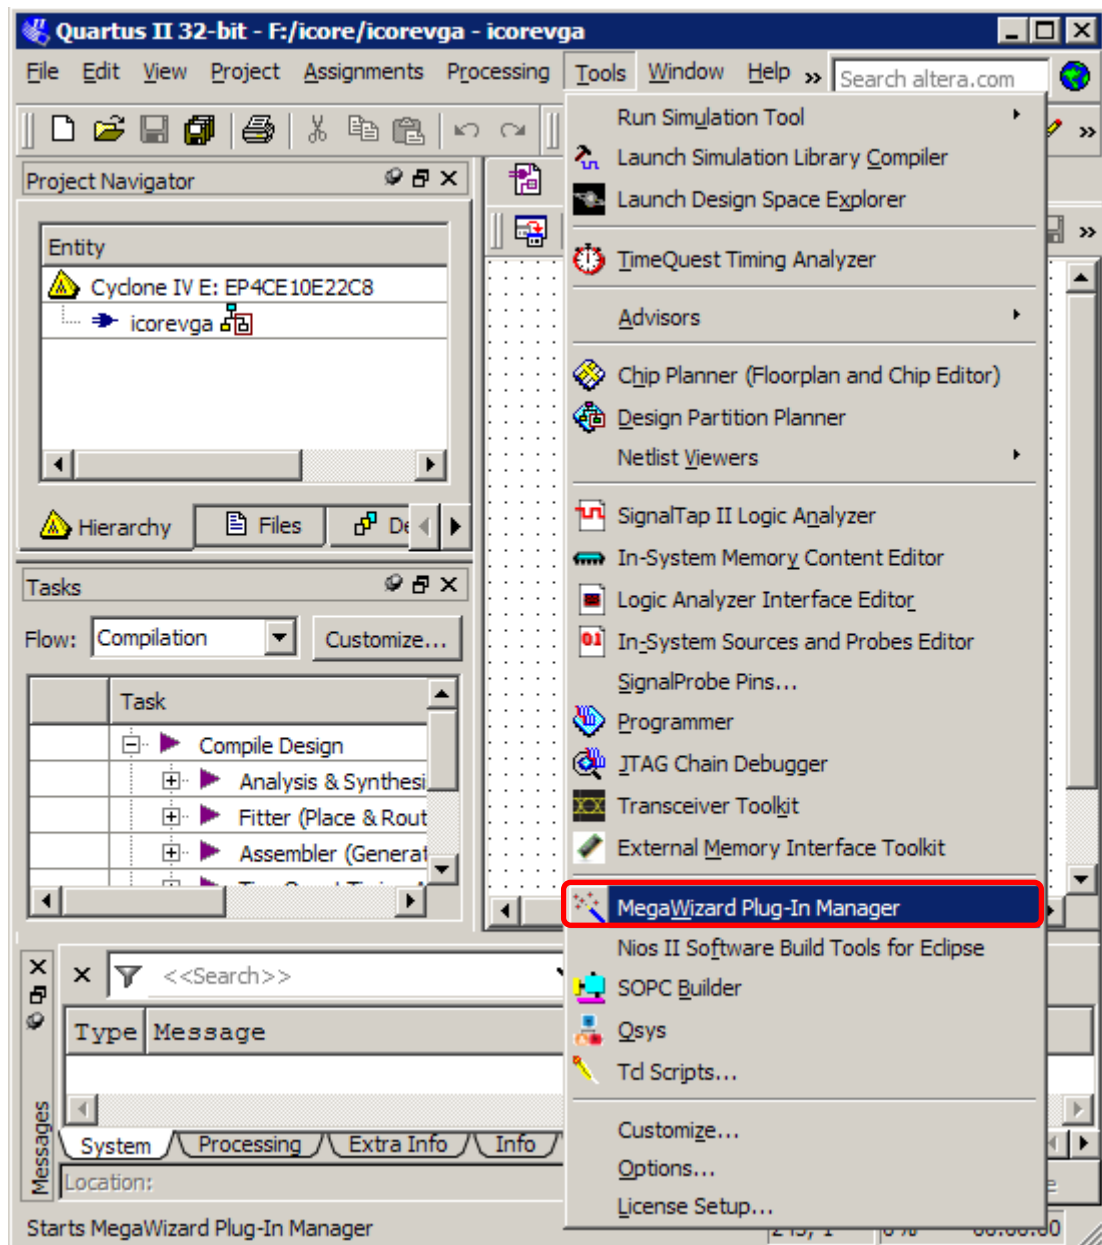 Quartus II 32-bit - F:/icore/icorevga - icorevga
File Edit View Project Assignments Processing Tools Window Help » Search altera.com
»
Project Navigator
»
Entity
Cyclone IV E: EP4CE10E22C8
icorevga
Hierarchy Files
Tasks
Flow: Compilation Customize...
Task
Compile Design
Analysis & Synthesi
Fitter (Place & Rout
Assembler (Generat
Run Simulation Tool
Launch Simulation Library Compiler
Launch Design Space Explorer
TimeQuest Timing Analyzer
Advisors
Chip Planner (Floorplan and Chip Editor)
Design Partition Planner
Netlist Viewers
SignalTap II Logic Analyzer
In-System Memory Content Editor
Logic Analyzer Interface Editor
In-System Sources and Probes Editor
SignalProbe Pins...
Programmer
JTAG Chain Debugger
Transceiver Toolkit
External Memory Interface Toolkit
MegaWizard Plug-In Manager
Nios II Software Build Tools for Eclipse
SOPC Builder
Qsys
Tcl Scripts...
Customize...
Options...
License Setup...
<<Search>>
Type Message
System Processing Extra Info Info
Messages
Location:
Starts MegaWizard Plug-In Manager